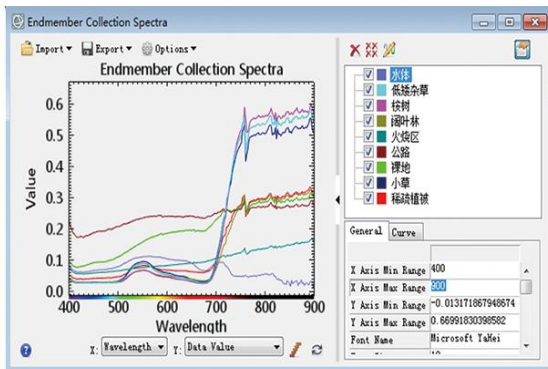 Endmember Collection Spectra
Import Export Options
Endmember Collection Spectra
Value
0.6
0.5
0.4
0.3
0.2
0.1
0.0
400 500 600 700 800 900
Wavelength
X: Wavelength Y: Data Value
水体
低矮杂草
桉树
阔叶林
火烧区
公路
裸地
小草
稀疏植被
General Curve
X Axis Min Range 400
X Axis Max Range 900
Y Axis Min Range -0.013171867948674
Y Axis Max Range 0.66991830398582
Font Name Microsoft YaHei